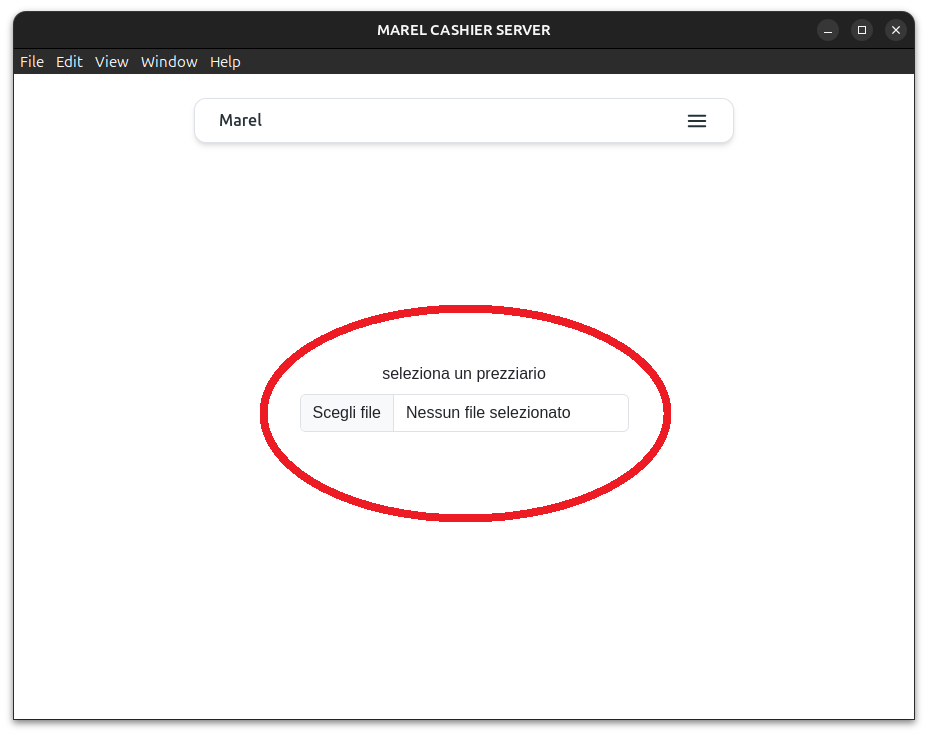 MAREL CASHIER SERVER
File Edit View Window Help
Marel
seleziona un prezziario
Scegli file Nessun file selezionato